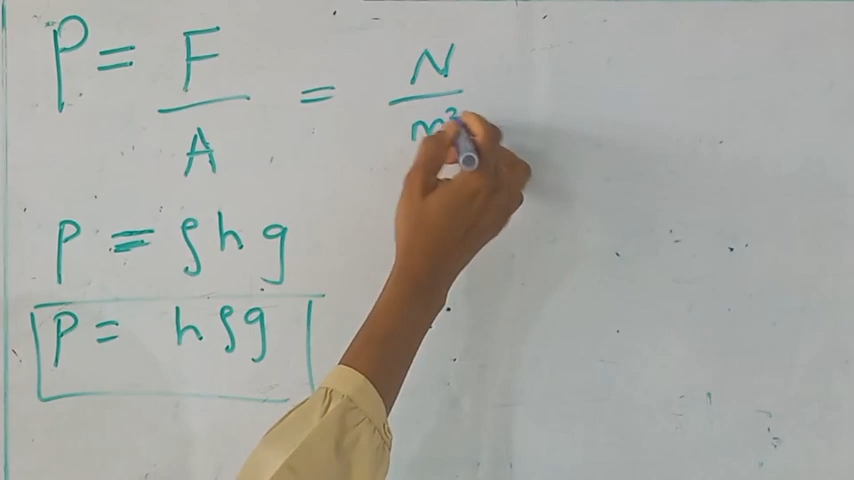 P = F / A = N / m²
P = ρhg
P = hρg